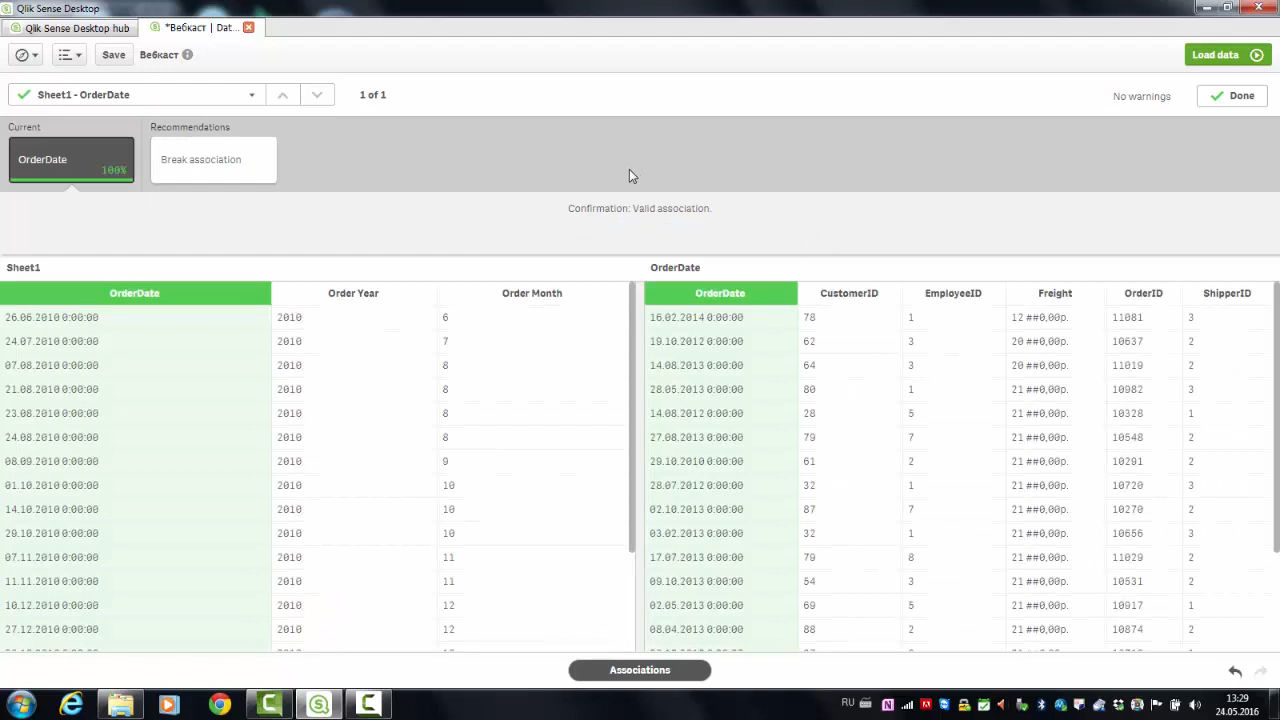 Qlik Sense Desktop
Qlik Sense Desktop hub
*Вебкаст | Dat...
Save
Вебкаст
Load data
Sheet1 - OrderDate
1 of 1
No warnings
Done
Current
Recommendations
OrderDate
100%
Break association
Confirmation: Valid association.
Sheet1
OrderDate
OrderDate Order Year Order Month
OrderDate CustomerID EmployeeID Freight OrderID ShipperID
26.06.2010 0:00:00 2010 6
16.02.2014 0:00:00 78 1 12 ##0,00р. 11081 3
24.07.2010 0:00:00 2010 7
19.10.2012 0:00:00 62 3 20 ##0,00р. 10637 2
07.08.2010 0:00:00 2010 8
14.08.2013 0:00:00 64 3 20 ##0,00р. 11019 2
21.08.2010 0:00:00 2010 8
28.05.2013 0:00:00 80 1 21 ##0,00р. 10982 3
23.08.2010 0:00:00 2010 8
14.08.2012 0:00:00 28 5 21 ##0,00р. 10328 1
24.08.2010 0:00:00 2010 8
27.08.2013 0:00:00 79 7 21 ##0,00р. 10548 2
08.09.2010 0:00:00 2010 9
29.10.2010 0:00:00 61 2 21 ##0,00р. 10291 2
01.10.2010 0:00:00 2010 10
28.07.2012 0:00:00 32 1 21 ##0,00р. 10720 3
14.10.2010 0:00:00 2010 10
02.10.2013 0:00:00 87 7 21 ##0,00р. 10270 2
29.10.2010 0:00:00 2010 10
03.02.2013 0:00:00 32 1 21 ##0,00р. 10656 3
07.11.2010 0:00:00 2010 11
17.07.2013 0:00:00 79 8 21 ##0,00р. 11029 2
11.11.2010 0:00:00 2010 11
09.10.2013 0:00:00 54 3 21 ##0,00р. 10531 2
10.12.2010 0:00:00 2010 12
02.05.2013 0:00:00 69 5 21 ##0,00р. 10917 1
27.12.2010 0:00:00 2010 12
08.04.2013 0:00:00 88 2 21 ##0,00р. 10874 2
Associations
RU
13:29
24.05.2016